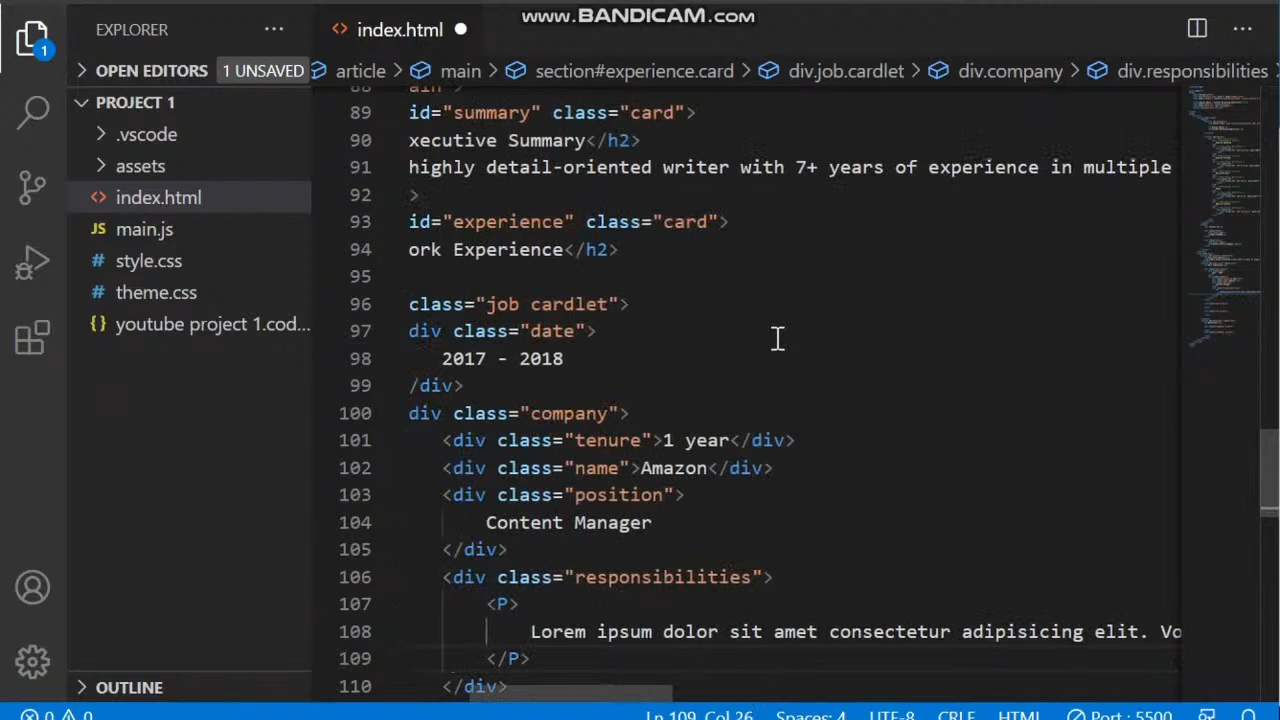 www.BANDICAM.com
EXPLORER ··· <> index.html ● ···
1
OPEN EDITORS 1 UNSAVED article > main > section#experience.card > div.job.cardlet > div.company > div.responsibilities
PROJECT 1
.vscode
assets
<> index.html
JS main.js
# style.css
# theme.css
{} youtube project 1.cod...
OUTLINE
89 id="summary" class="card">
90 xecutive Summary</h2>
91 highly detiil-oriented writer with 7+ years of experience in multiple
92 >
93 id="experience" class="card">
94 ork Experience</h2>
95
96 class="job cardlet">
97 div class="date">
98 2017 - 2018
99 /div>
100 div class="company">
101 <div class="tenure">1 year</div>
102 <div class="name">Amazon</div>
103 <div class="position">
104 Content Manager
105 </div>
106 <div class="responsibilities">
107 <P>
108 Lorem ipsum dolor sit amet consectetur adipisicing elit. Vo
109 </P>
110 </div>
0 0 Ln 109, Col 26 Spaces: 4 UTF-8 CRLF HTML Port : 5500